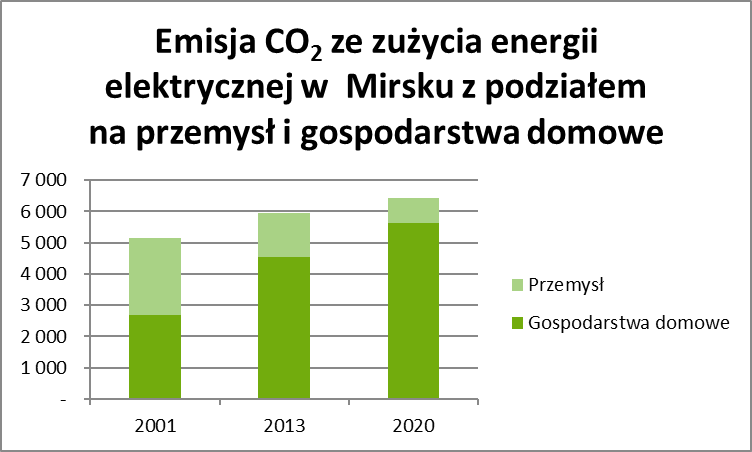 Emisja CO₂ ze zużycia energii
elektrycznej w  Mirsku z podziałem
na przemysł i gospodarstwa domowe
7 000
6 000
5 000
4 000
3 000
2 000
1 000
-
2001 2013 2020
Przemysł
Gospodarstwa domowe